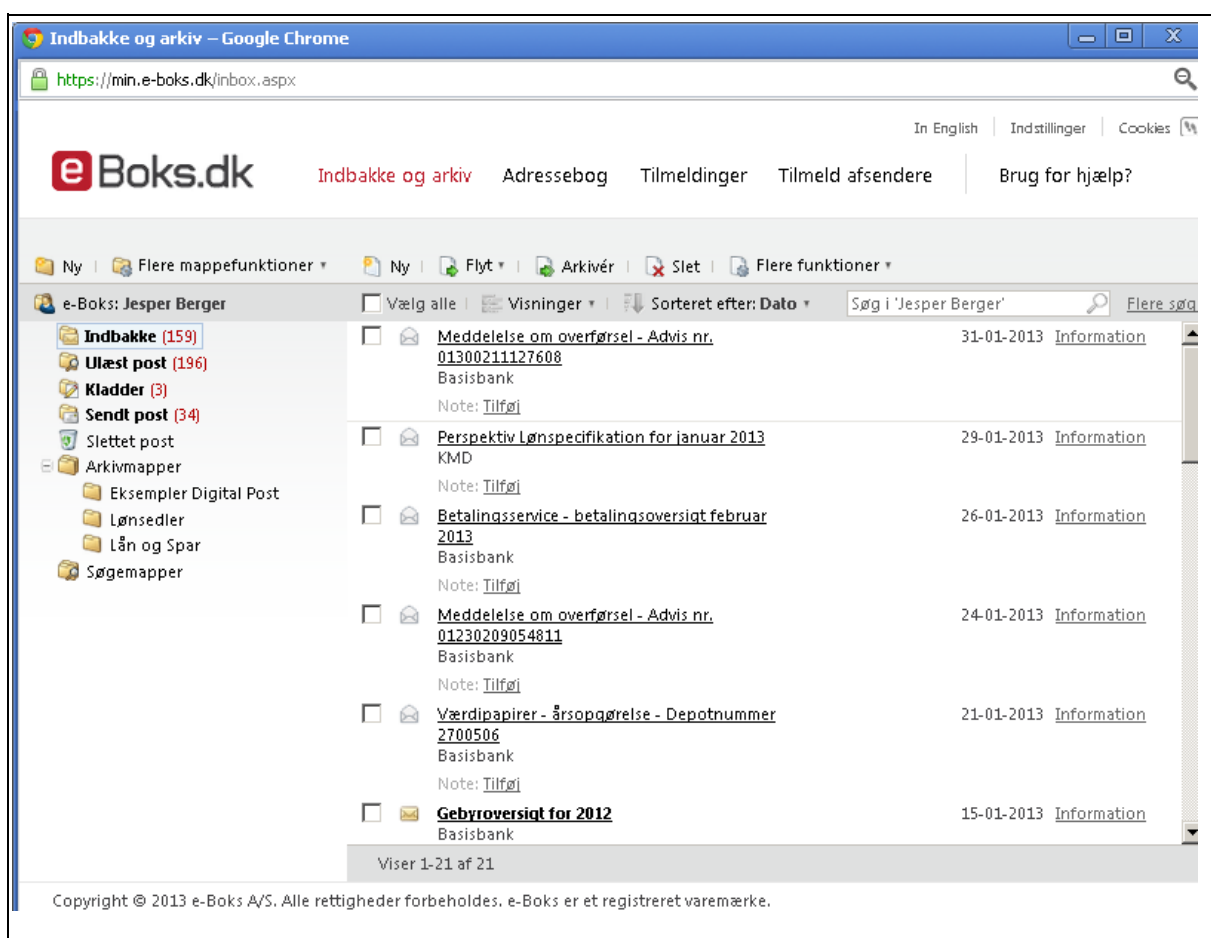 Indbakke og arkiv – Google Chrome
https://min.e-boks.dk/inbox.aspx
In English Indstillinger Cookies
e Boks.dk Indbakke og arkiv Adressebog Tilmeldinger Tilmeld afsendere Brug for hjælp?
Ny Flere mappefunktioner Ny Flyt Arkivér Slet Flere funktioner
e-Boks: Jesper Berger Vælg alle Visninger Sorteret efter: Dato Søg i 'Jesper Berger' Flere søg
Indbakke (159)
Ulæst post (196)
Kladder (3)
Sendt post (34)
Slettet post
Arkivmapper
Eksempler Digital Post
Lønsedler
Lån og Spar
Søgemapper
Meddelelse om overførsel - Advis nr. 31-01-2013 Information
01300211127608
Basisbank
Note: Tilføj
Perspektiv Lønspecifikation for januar 2013 29-01-2013 Information
KMD
Note: Tilføj
Betalingsservice - betalingsoversigt februar 26-01-2013 Information
2013
Basisbank
Note: Tilføj
Meddelelse om overførsel - Advis nr. 24-01-2013 Information
01230209054811
Basisbank
Note: Tilføj
Værdipapirer - årsopgørelse - Depotnummer 21-01-2013 Information
2700506
Basisbank
Note: Tilføj
Gebyroversigt for 2012 15-01-2013 Information
Basisbank
Viser 1-21 af 21
Copyright © 2013 e-Boks A/S. Alle rettigheder forbeholdes. e-Boks er et registreret varemærke.